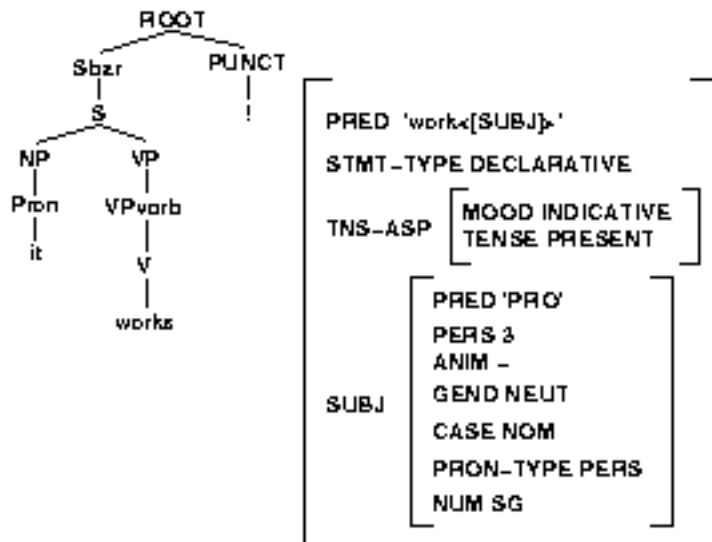 ROOT
Sbar PUNCT
S !
NP VP
Pron VPverb
it V
works
PRED 'work<[SUBJ]>'
STMT-TYPE DECLARATIVE
TNS-ASP
MOOD INDICATIVE
TENSE PRESENT
SUBJ
PRED 'PRO'
PERS 3
ANIM -
GEND NEUT
CASE NOM
PRON-TYPE PERS
NUM SG